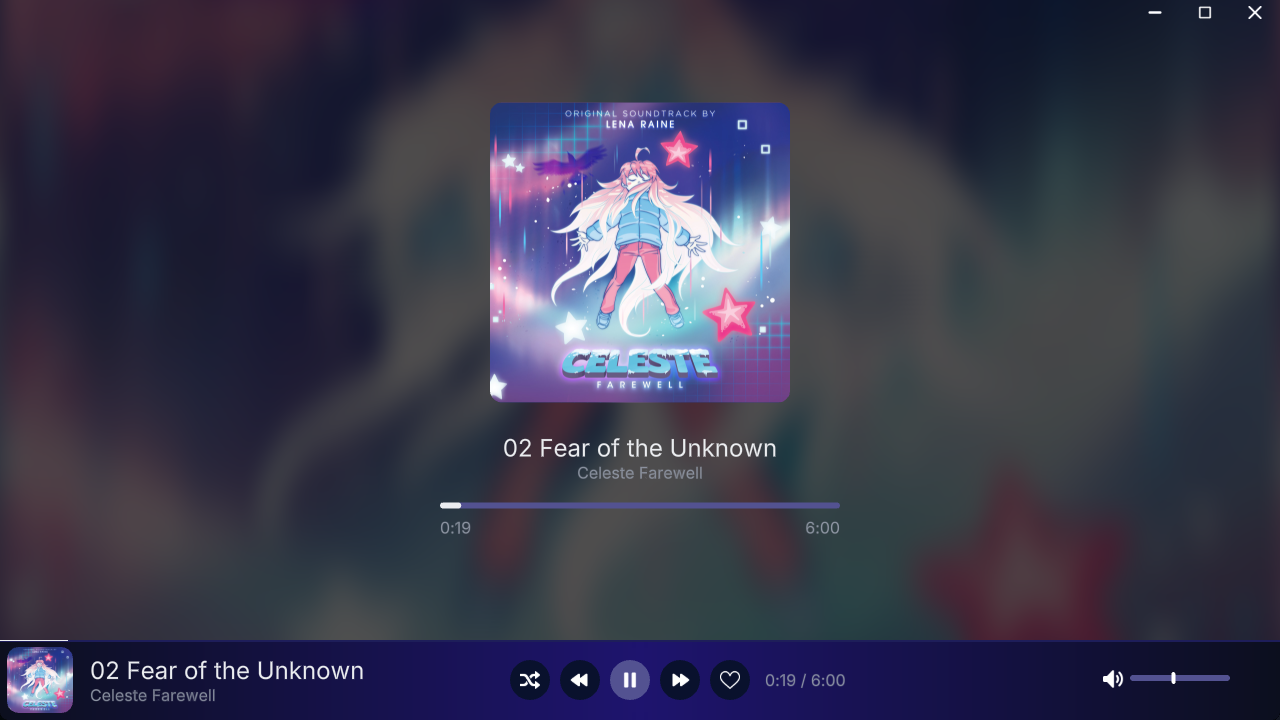 ORIGINAL SOUNDTRACK BY
LENA RAINE
CELESTE
FAREWELL
02 Fear of the Unknown
Celeste Farewell
0:19
6:00
CELESTE
02 Fear of the Unknown
Celeste Farewell
0:19 / 6:00